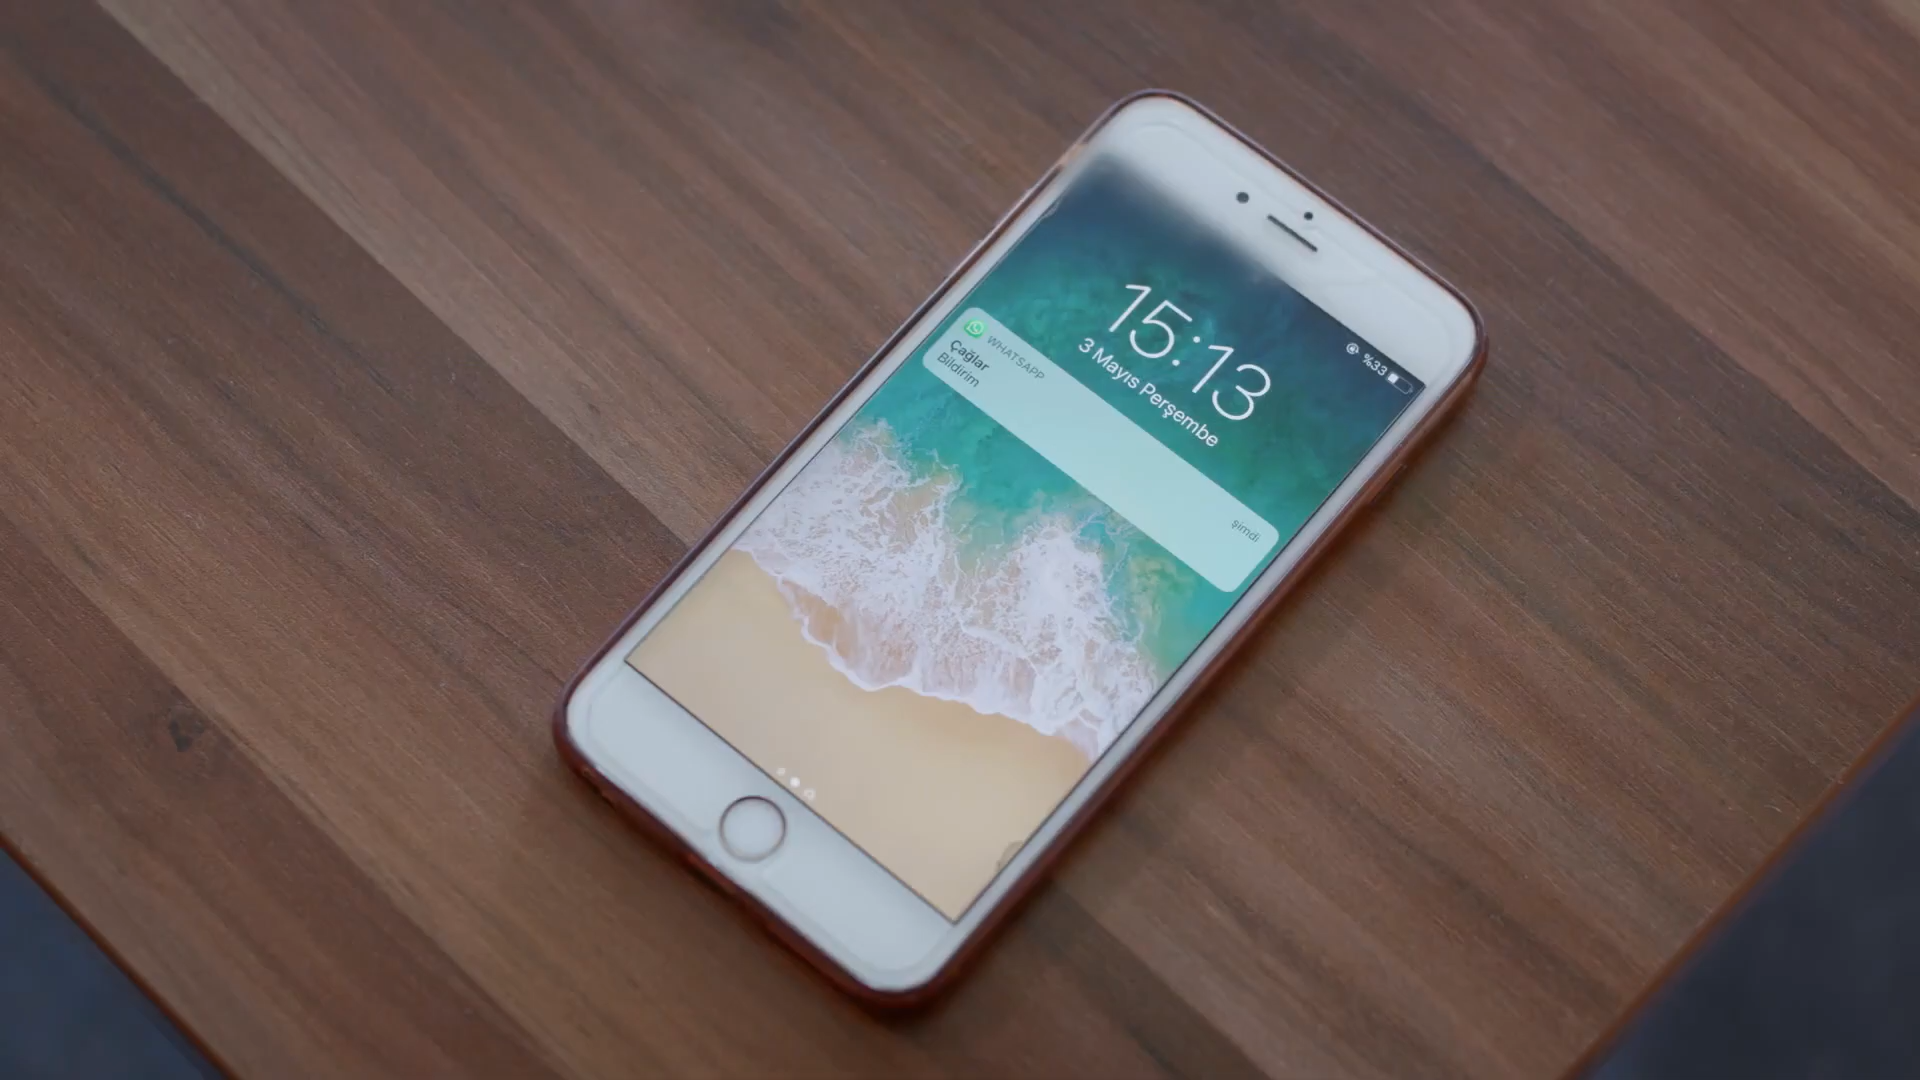 %33
15:13
3 Mayıs Perşembe
WHATSAPP
şimdi
Çağlar
Bildirim